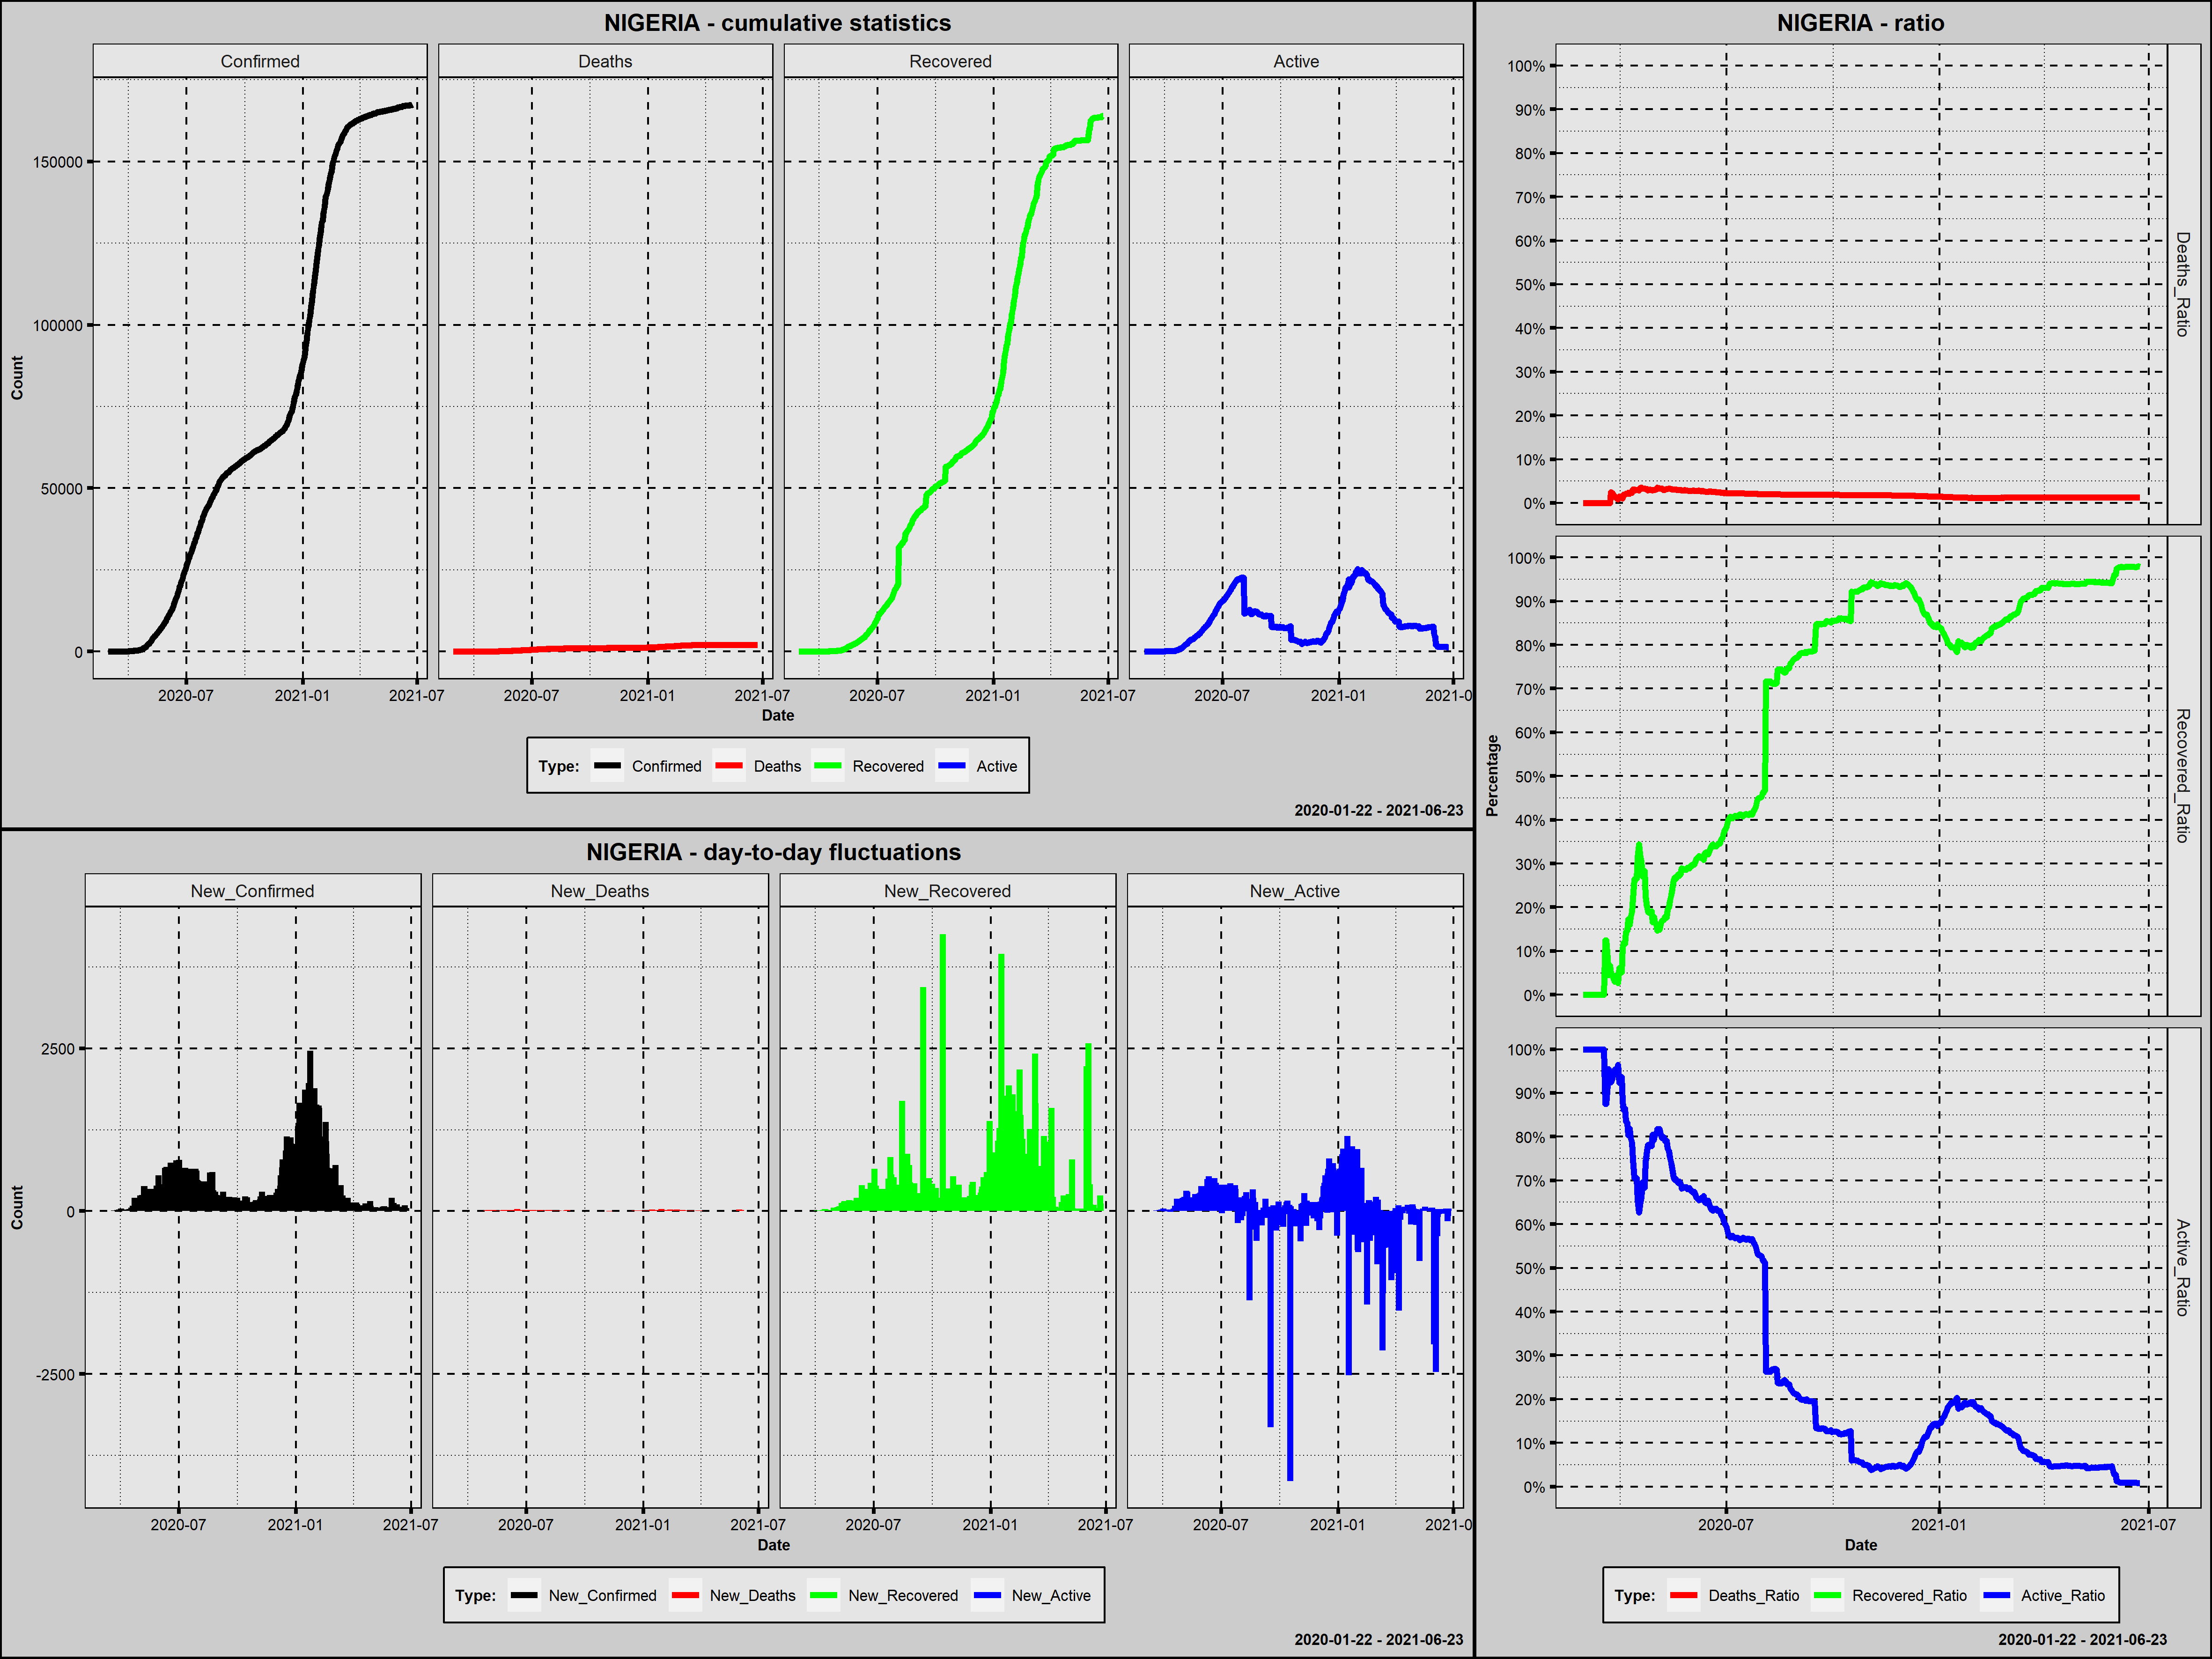 NIGERIA - cumulative statistics
Confirmed Deaths Recovered Active
150000
100000
50000
0
Count
2020-07 2021-01 2021-07 2020-07 2021-01 2021-07 2020-07 2021-01 2021-07 2020-07 2021-01 2021-0
Date
Type: Confirmed Deaths Recovered Active
2020-01-22 - 2021-06-23
NIGERIA - day-to-day fluctuations
New_Confirmed New_Deaths New_Recovered New_Active
2500
0
-2500
Count
2020-07 2021-01 2021-07 2020-07 2021-01 2021-07 2020-07 2021-01 2021-07 2020-07 2021-01 2021-0
Date
Type: New_Confirmed New_Deaths New_Recovered New_Active
2020-01-22 - 2021-06-23
NIGERIA - ratio
100%
90%
80%
70%
60%
50%
40%
30%
20%
10%
0%
Deaths_Ratio
100%
90%
80%
70%
60%
50%
40%
30%
20%
10%
0%
Recovered_Ratio
Percentage
100%
90%
80%
70%
60%
50%
40%
30%
20%
10%
0%
Active_Ratio
2020-07 2021-01 2021-07
Date
Type: Deaths_Ratio Recovered_Ratio Active_Ratio
2020-01-22 - 2021-06-23